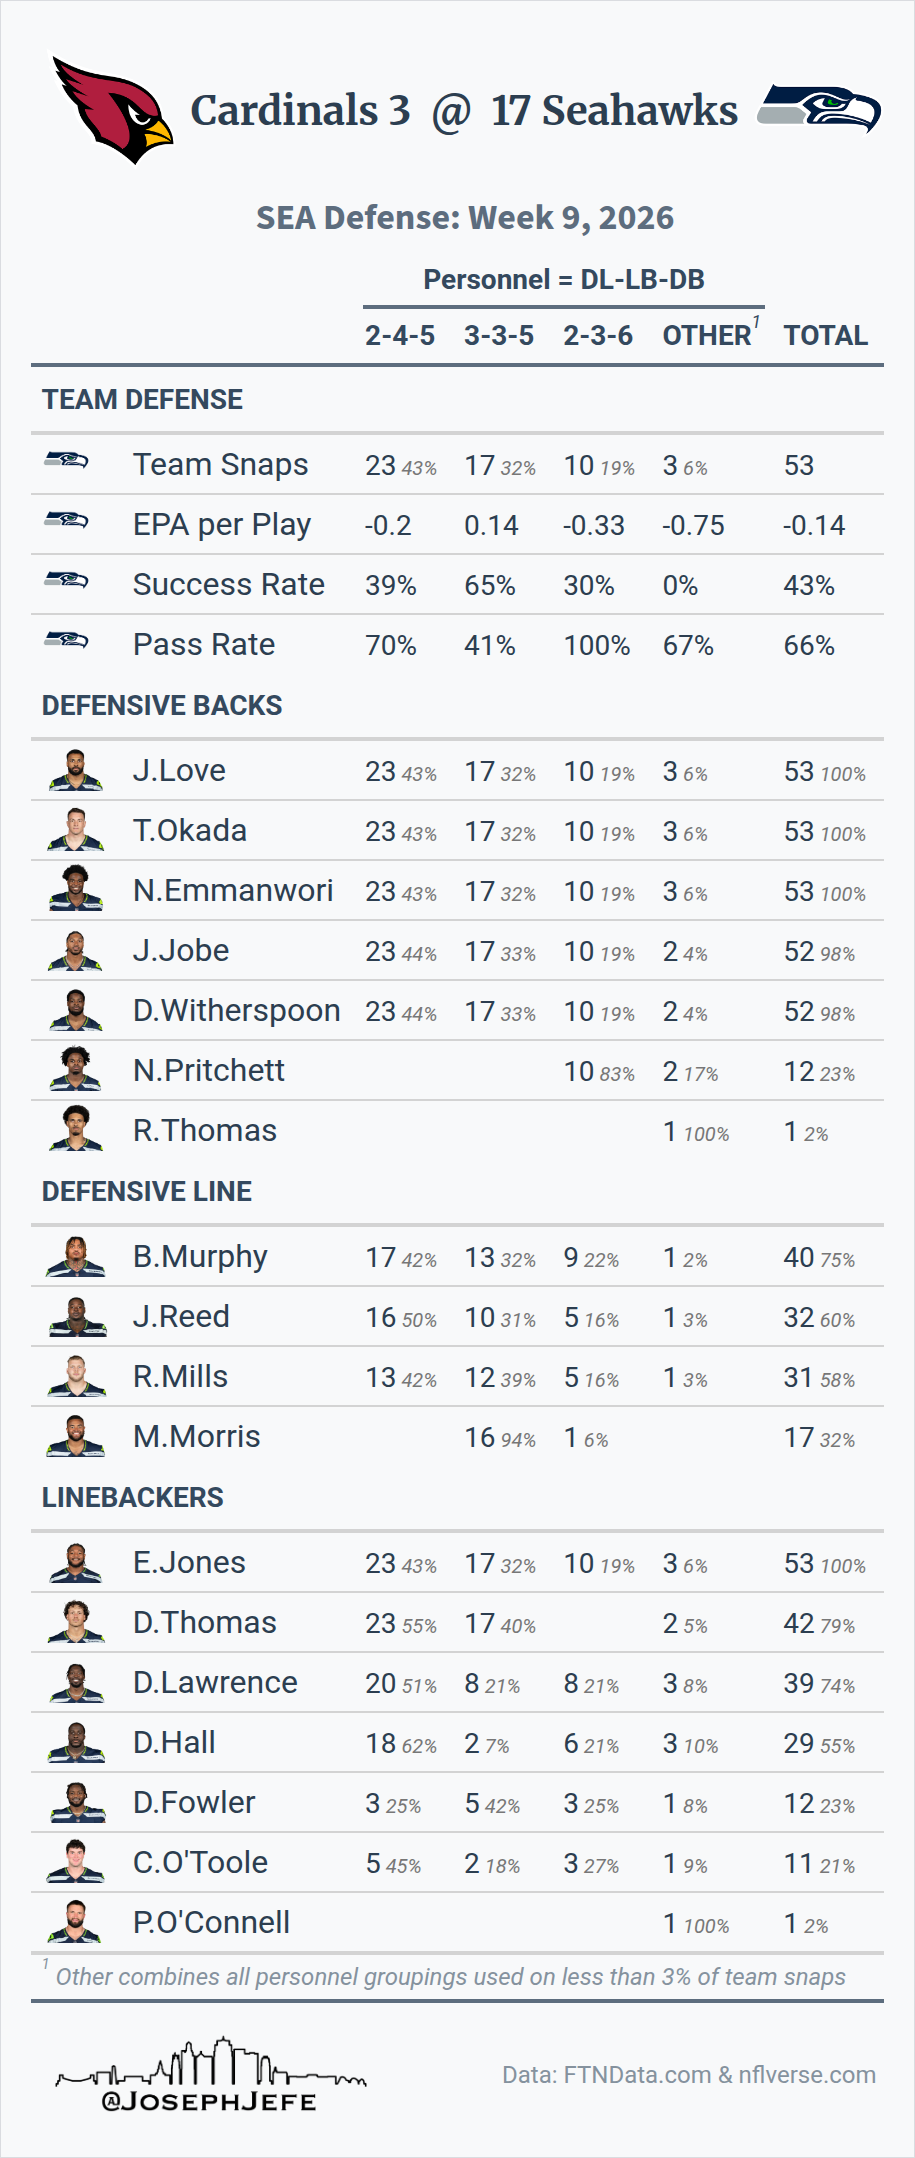 Cardinals 3 @ 17 Seahawks
SEA Defense: Week 9, 2026
Personnel = DL-LB-DB
2-4-5 3-3-5 2-3-6 OTHER1 TOTAL
TEAM DEFENSE
Team Snaps 23 43% 17 32% 10 19% 3 6% 53
EPA per Play -0.2 0.14 -0.33 -0.75 -0.14
Success Rate 39% 65% 30% 0% 43%
Pass Rate 70% 41% 100% 67% 66%
DEFENSIVE BACKS
J.Love 23 43% 17 32% 10 19% 3 6% 53 100%
T.Okada 23 43% 17 32% 10 19% 3 6% 53 100%
N.Emmanwori 23 43% 17 32% 10 19% 3 6% 53 100%
J.Jobe 23 44% 17 33% 10 19% 2 4% 52 98%
D.Witherspoon 23 44% 17 33% 10 19% 2 4% 52 98%
N.Pritchett 10 83% 2 17% 12 23%
R.Thomas 1 100% 1 2%
DEFENSIVE LINE
B.Murphy 17 42% 13 32% 9 22% 1 2% 40 75%
J.Reed 16 50% 10 31% 5 16% 1 3% 32 60%
R.Mills 13 42% 12 39% 5 16% 1 3% 31 58%
M.Morris 16 94% 1 6% 17 32%
LINEBACKERS
E.Jones 23 43% 17 32% 10 19% 3 6% 53 100%
D.Thomas 23 55% 17 40% 2 5% 42 79%
D.Lawrence 20 51% 8 21% 8 21% 3 8% 39 74%
D.Hall 18 62% 2 7% 6 21% 3 10% 29 55%
D.Fowler 3 25% 5 42% 3 25% 1 8% 12 23%
C.O'Toole 5 45% 2 18% 3 27% 1 9% 11 21%
P.O'Connell 1 100% 1 2%
1 Other combines all personnel groupings used on less than 3% of team snaps
@JOSEPHJEFE
Data: FTNData.com & nflverse.com